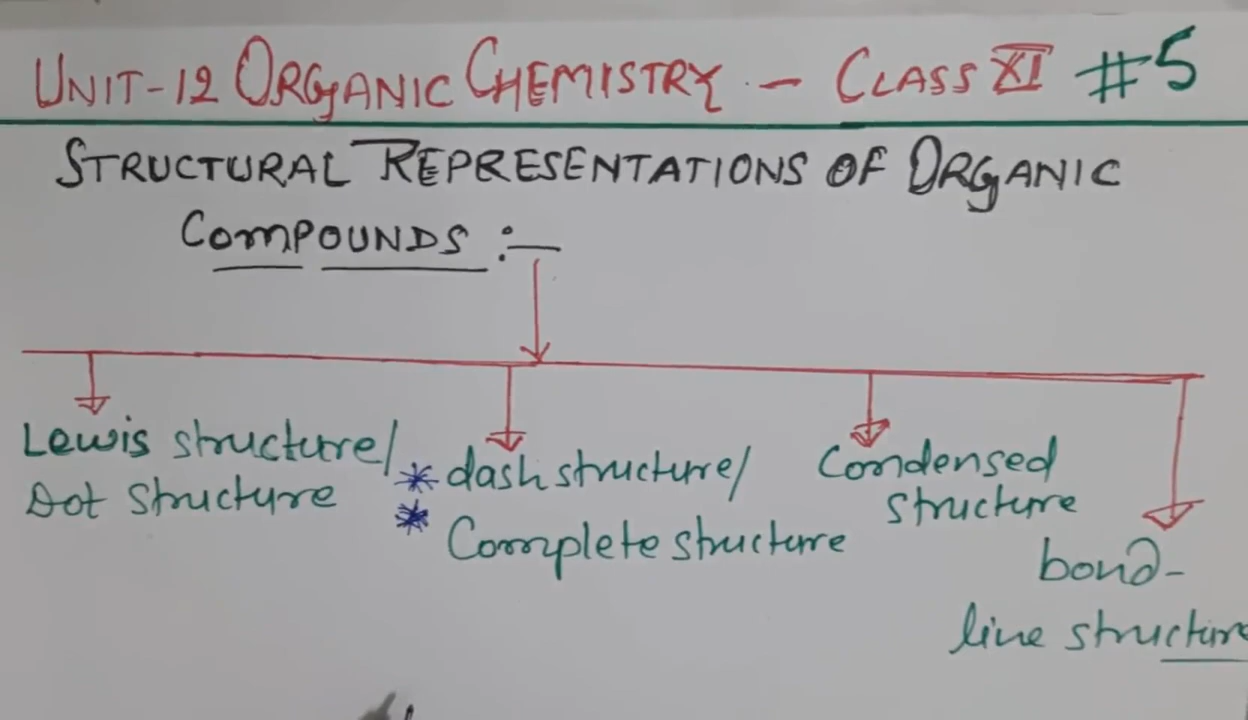 UNIT-12 ORGANIC CHEMISTRY - CLASS XI #5
STRUCTURAL REPRESENTATIONS OF ORGANIC
COMPOUNDS :-
Lewis structure/
Dot structure
* dash structure/
* Complete structure
Condensed
structure
bond-
line structure